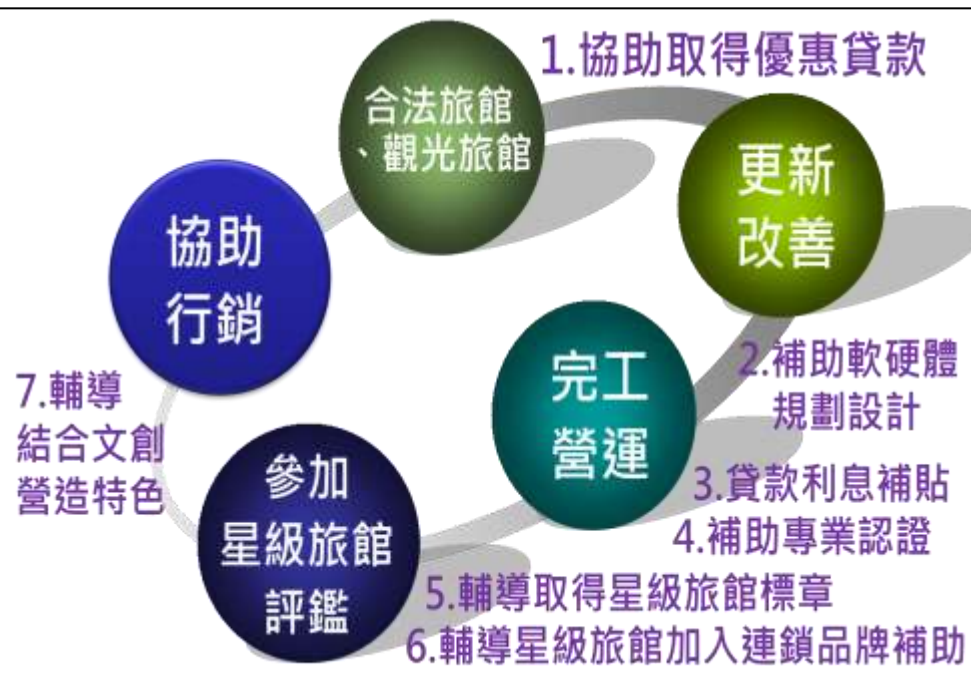 1.協助取得優惠貸款
合法旅館
、觀光旅館
更新
改善
2.補助軟硬體
規劃設計
完工
營運
3.貸款利息補貼
4.補助專業認證
參加
星級旅館
評鑑
5.輔導取得星級旅館標章
6.輔導星級旅館加入連鎖品牌補助
7.輔導
結合文創
營造特色
協助
行銷